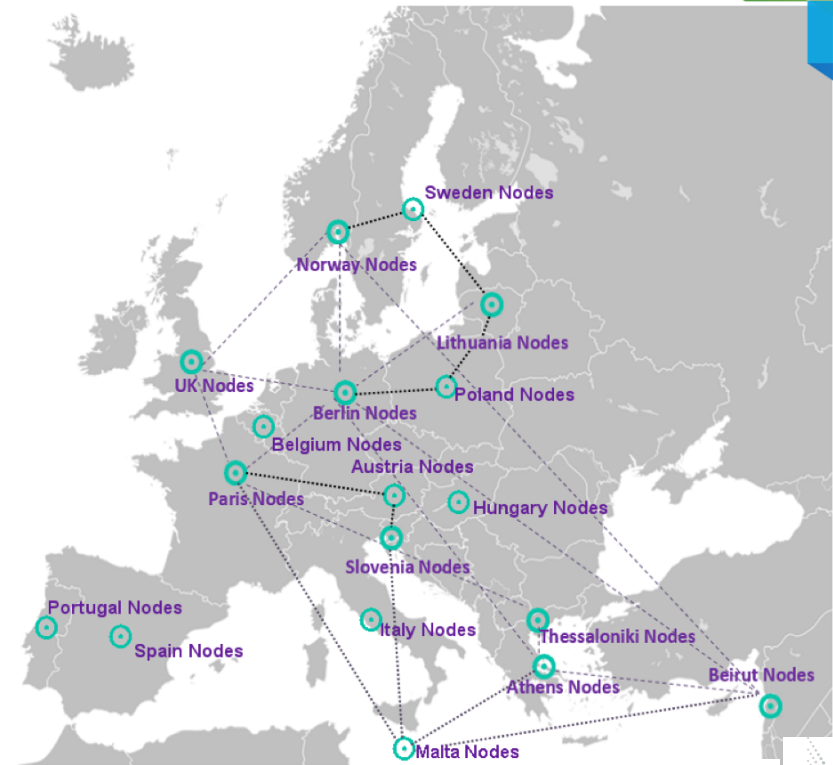 Sweden Nodes
Norway Nodes
Lithuania Nodes
UK Nodes
Poland Nodes
Berlin Nodes
Belgium Nodes
Austria Nodes
Paris Nodes
Hungary Nodes
Slovenia Nodes
Portugal Nodes
Italy Nodes
Thessaloniki Nodes
Spain Nodes
Beirut Nodes
Athens Nodes
Malta Nodes